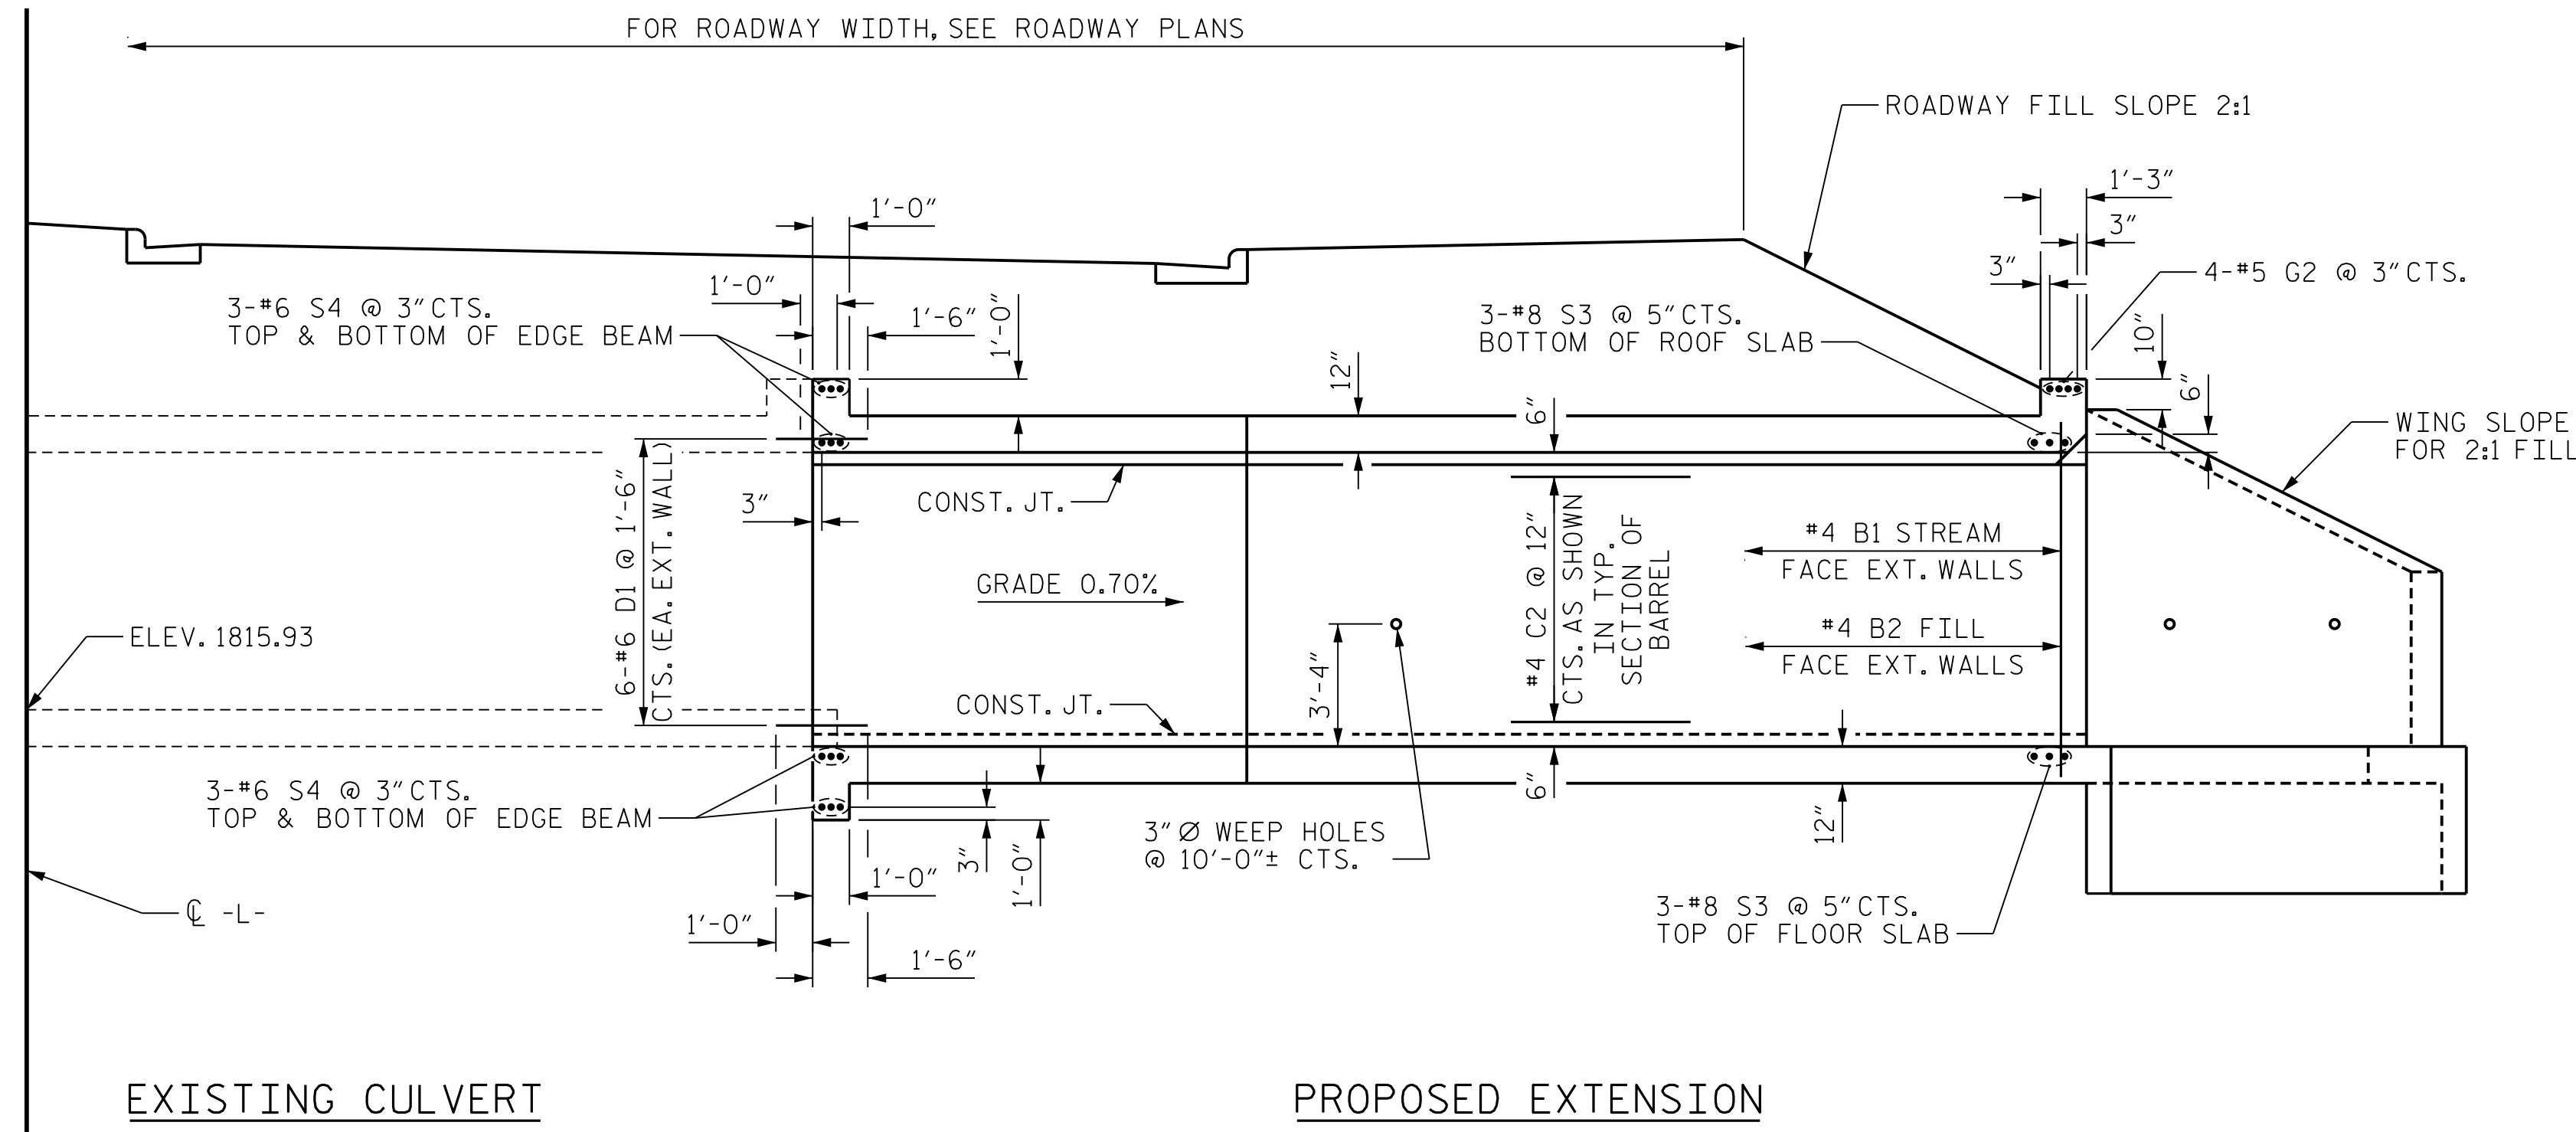 FOR ROADWAY WIDTH, SEE ROADWAY PLANS
ROADWAY FILL SLOPE 2:1
1'-3"
3"
3"
4-#5 G2 @ 3"CTS.
1'-0"
1'-0"
1'-6"
1'-0"
3-#6 S4 @ 3"CTS.
TOP & BOTTOM OF EDGE BEAM
3-#8 S3 @ 5"CTS.
BOTTOM OF ROOF SLAB
10"
6"
12"
6"
WING SLOPE
FOR 2:1 FILL
6-#6 D1 @ 1'-6"
CTS. (EA. EXT. WALL)
3"
CONST. JT.
GRADE 0.70%
#4 C2 @ 12"
CTS. AS SHOWN
IN TYP.
SECTION OF
BARREL
#4 B1 STREAM
FACE EXT. WALLS
#4 B2 FILL
FACE EXT. WALLS
ELEV. 1815.93
3'-4"
CONST. JT.
3-#6 S4 @ 3"CTS.
TOP & BOTTOM OF EDGE BEAM
6"
12"
3"Ø WEEP HOLES
@ 10'-0"± CTS.
3"
1'-0"
1'-0"
1'-0"
1'-6"
℄ -L-
3-#8 S3 @ 5"CTS.
TOP OF FLOOR SLAB
EXISTING CULVERT
PROPOSED EXTENSION